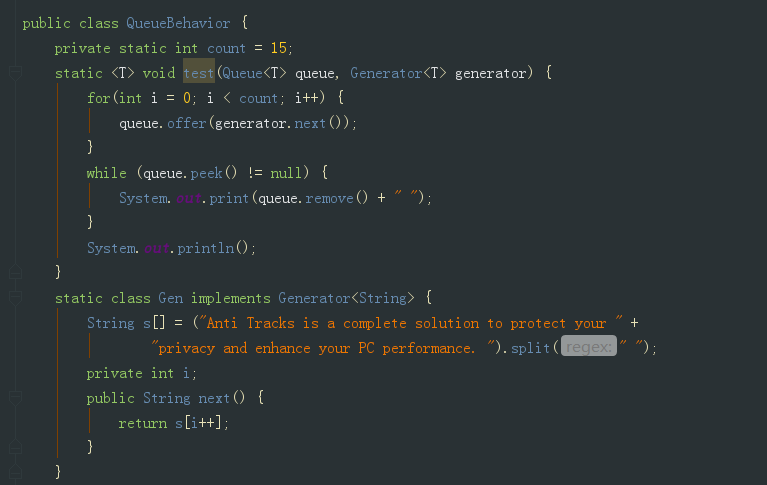 public class QueueBehavior {
private static int count = 15;
static <T> void test(Queue<T> queue, Generator<T> generator) {
for(int i = 0; i < count; i++) {
queue.offer(generator.next());
}
while (queue.peek() != null) {
System.out.print(queue.remove() + " ");
}
System.out.println();
}
static class Gen implements Generator<String> {
String s[] = ("Anti Tracks is a complete solution to protect your " +
"privacy and enhance your PC performance. ").split( regex: " ");
private int i;
public String next() {
return s[i++];
}
}